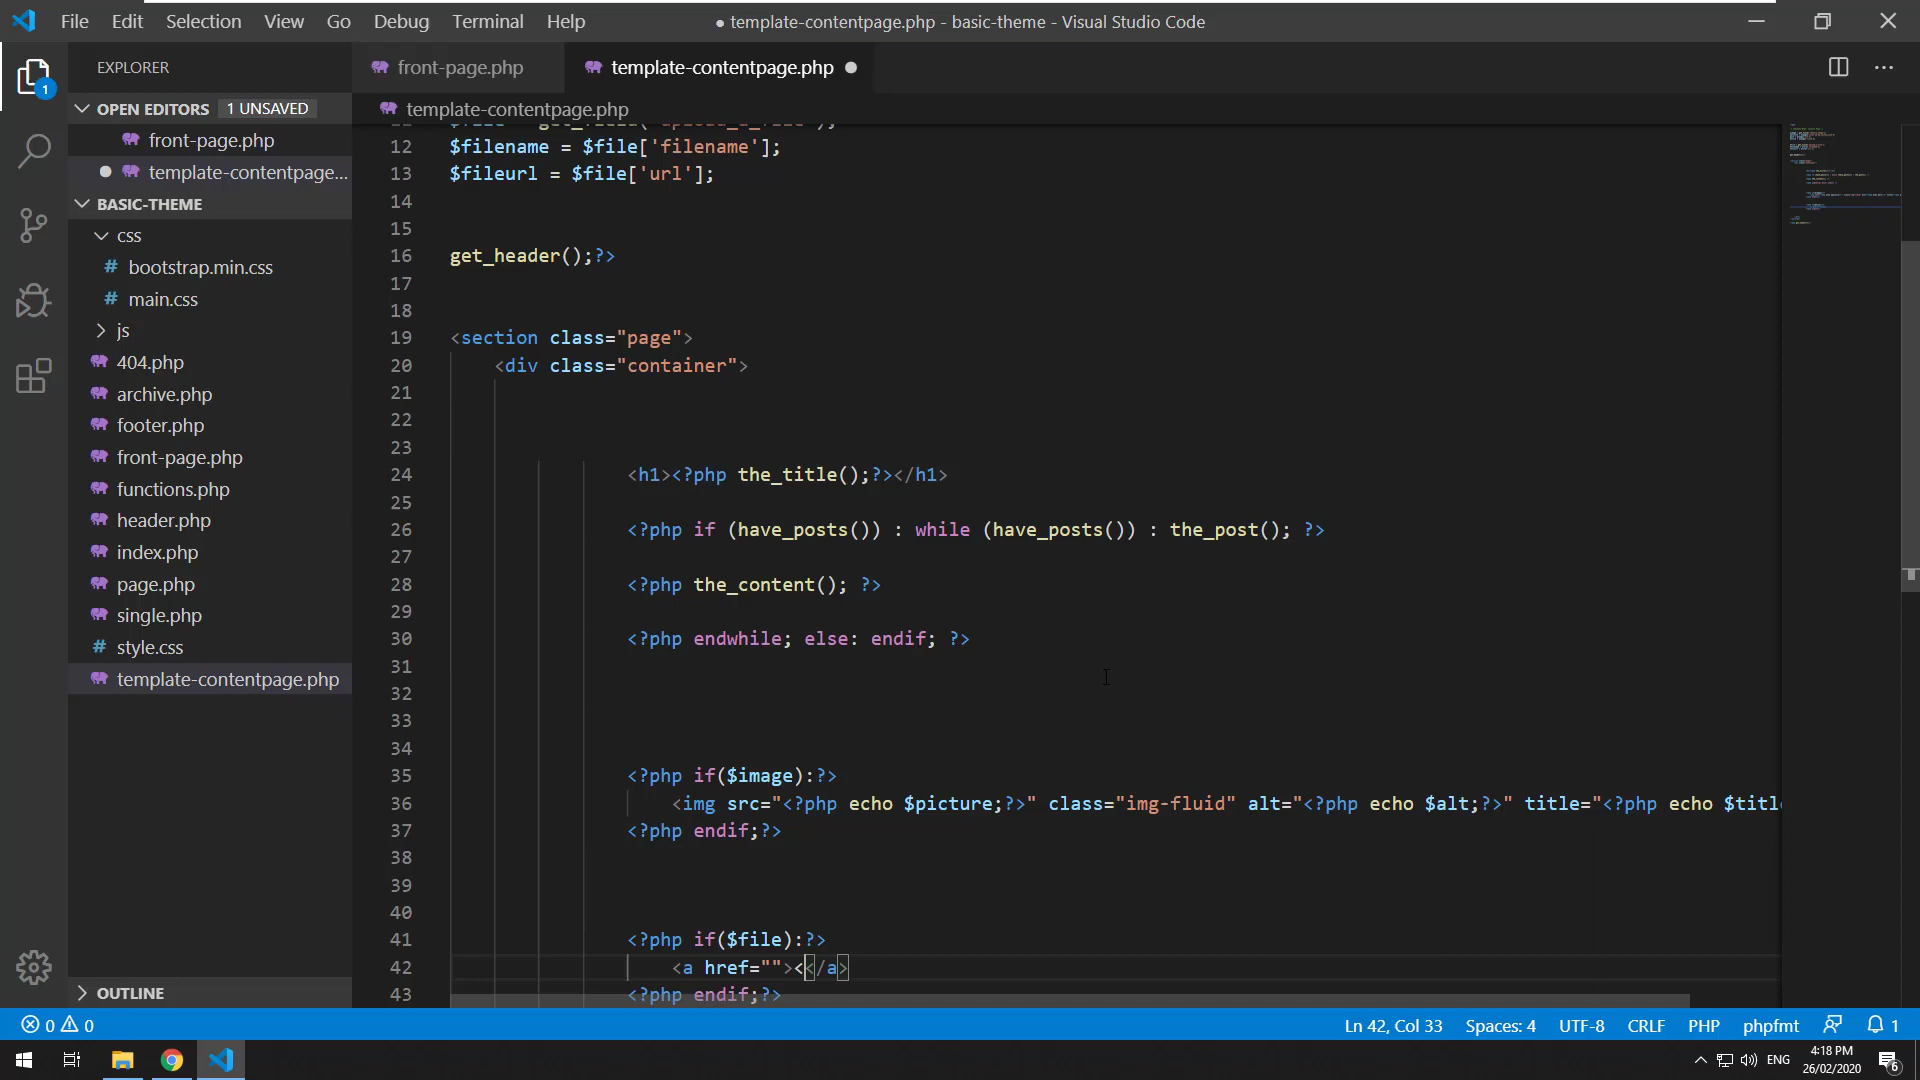 File Edit Selection View Go Debug Terminal Help
● template-contentpage.php - basic-theme - Visual Studio Code
EXPLORER
1
OPEN EDITORS 1 UNSAVED
front-page.php
template-contentpage...
BASIC-THEME
css
# bootstrap.min.css
# main.css
js
404.php
archive.php
footer.php
front-page.php
functions.php
header.php
index.php
page.php
single.php
# style.css
template-contentpage.php
OUTLINE
front-page.php template-contentpage.php
template-contentpage.php
12 $filename = $file['filename'];
13 $fileurl = $file['url'];
14
15
16 get_header();?>
17
18
19 <section class="page">
20 <div class="container">
21
22
23
24 <h1><?php the_title();?></h1>
25
26 <?php if (have_posts()) : while (have_posts()) : the_post(); ?>
27
28 <?php the_content(); ?>
29
30 <?php endwhile; else: endif; ?>
31
32
33
34
35 <?php if($image):?>
36 <img src="<?php echo $picture;?>" class="img-fluid" alt="<?php echo $alt;?>" title="<?php echo $titl
37 <?php endif;?>
38
39
40
41 <?php if($file):?>
42 <a href=""><</a>
43 <?php endif;?>
0 0
Ln 42, Col 33 Spaces: 4 UTF-8 CRLF PHP phpfmt 1
ENG
4:18 PM
26/02/2020
6